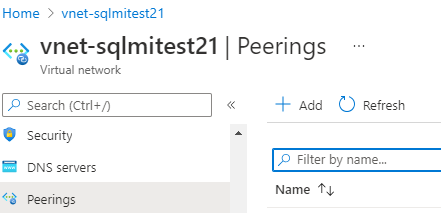 Home > vnet-sqlmitest21
vnet-sqlmitest21 | Peerings ...
Virtual network
Search (Ctrl+/) «
+ Add Refresh
Security
DNS servers
Peerings
Filter by name...
Name ↑↓